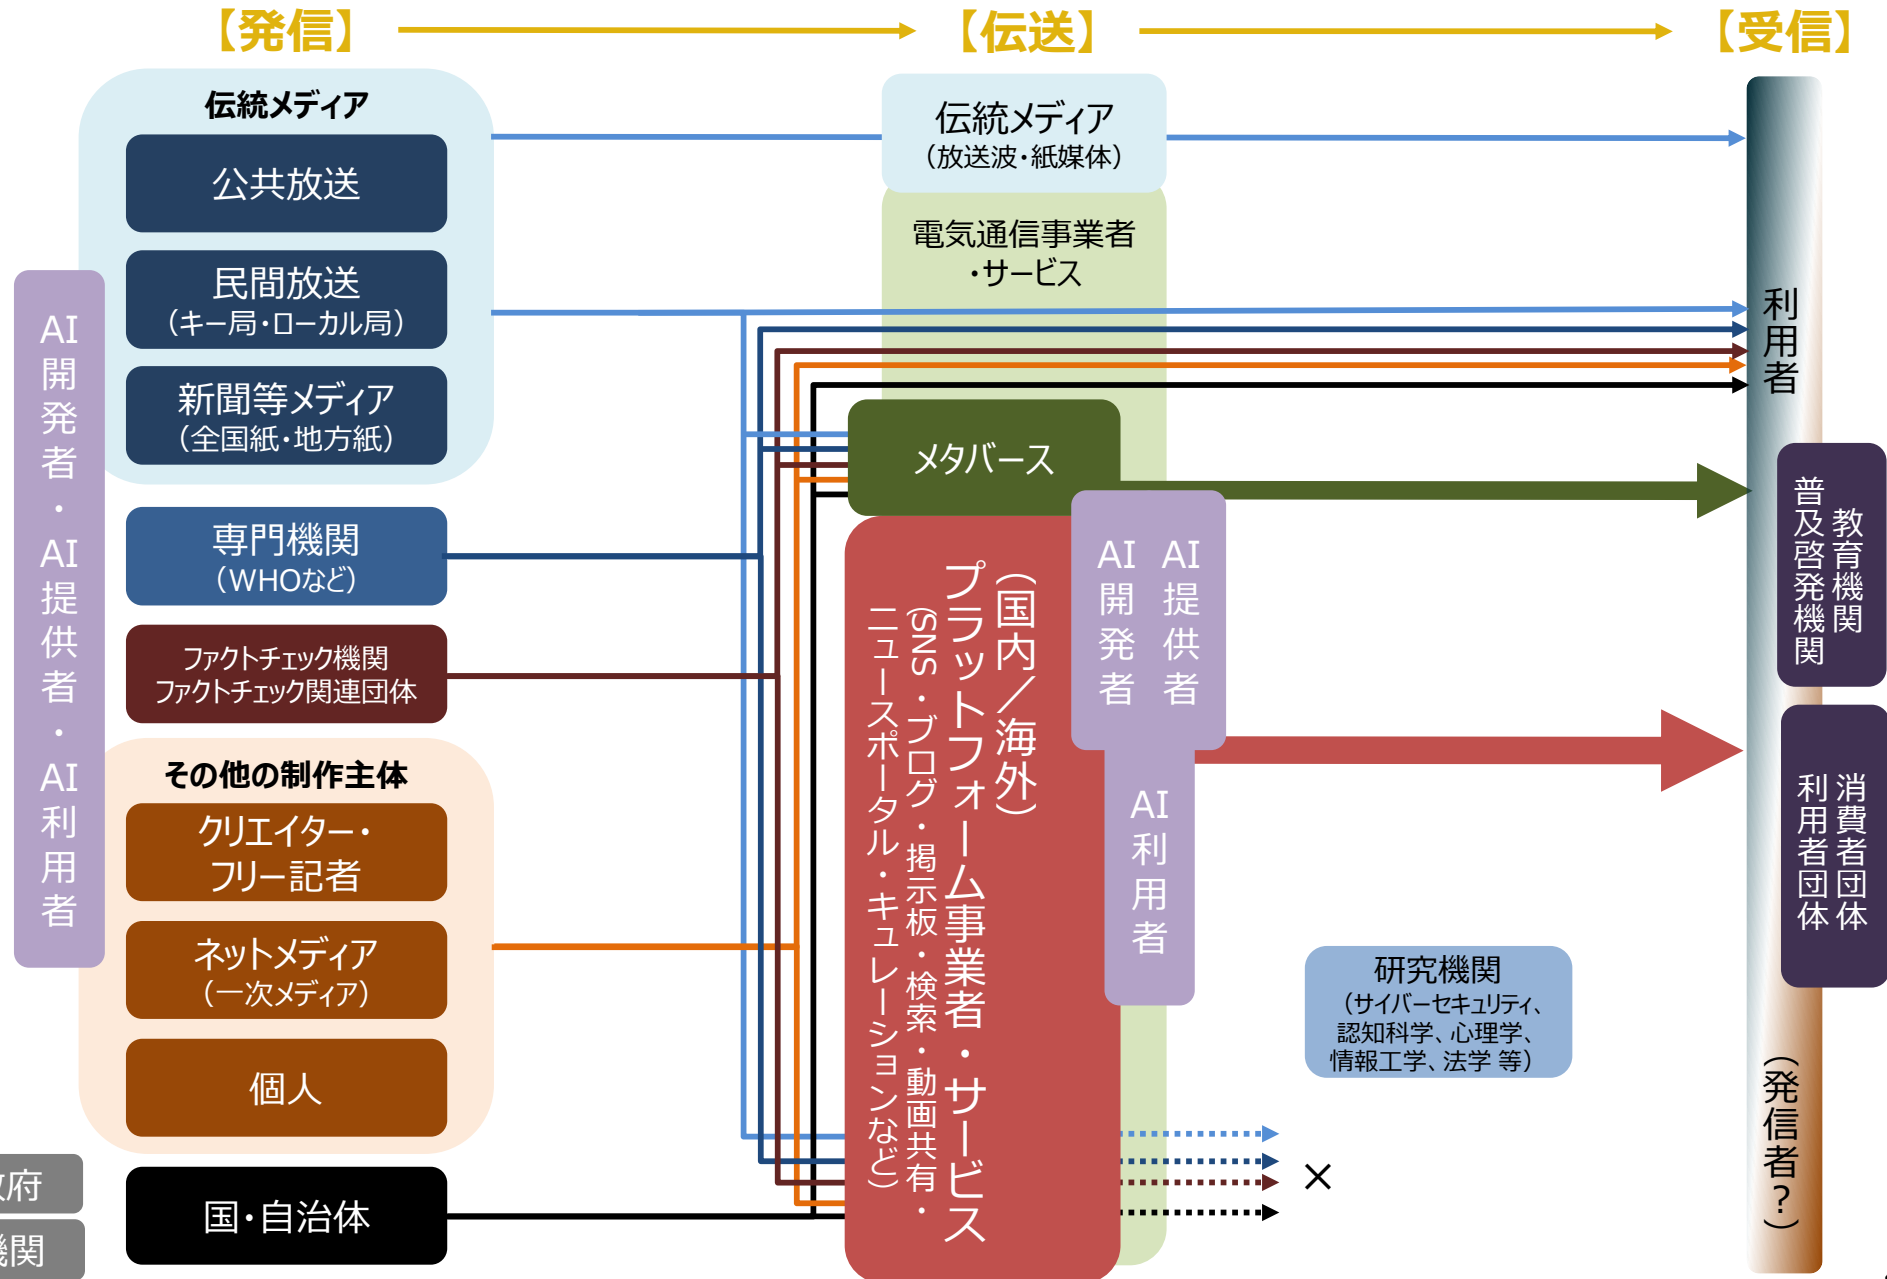 【発信】
【伝送】
【受信】
伝統メディア
公共放送
民間放送
（キー局・ローカル局）
新聞等メディア
（全国紙・地方紙）
専門機関
（WHOなど）
ファクトチェック機関
ファクトチェック関連団体
その他の制作主体
クリエイター・
フリー記者
ネットメディア
（一次メディア）
個人
国・自治体
AI開発者・AI提供者・AI利用者
府
機関
伝統メディア
（放送波・紙媒体）
電気通信事業者
・サービス
メタバース
（国内／海外）
プラットフォーム事業者・サービス
（SNS・ブログ・掲示板・検索・動画共有・
ニュースポータル・キュレーションなど）
AI提供者
AI開発者
AI利用者
研究機関
（サイバーセキュリティ、
認知科学、心理学、
情報工学、法学 等）
×
利用者
（発信者？）
教育機関
普及啓発機関
消費者団体
利用者団体